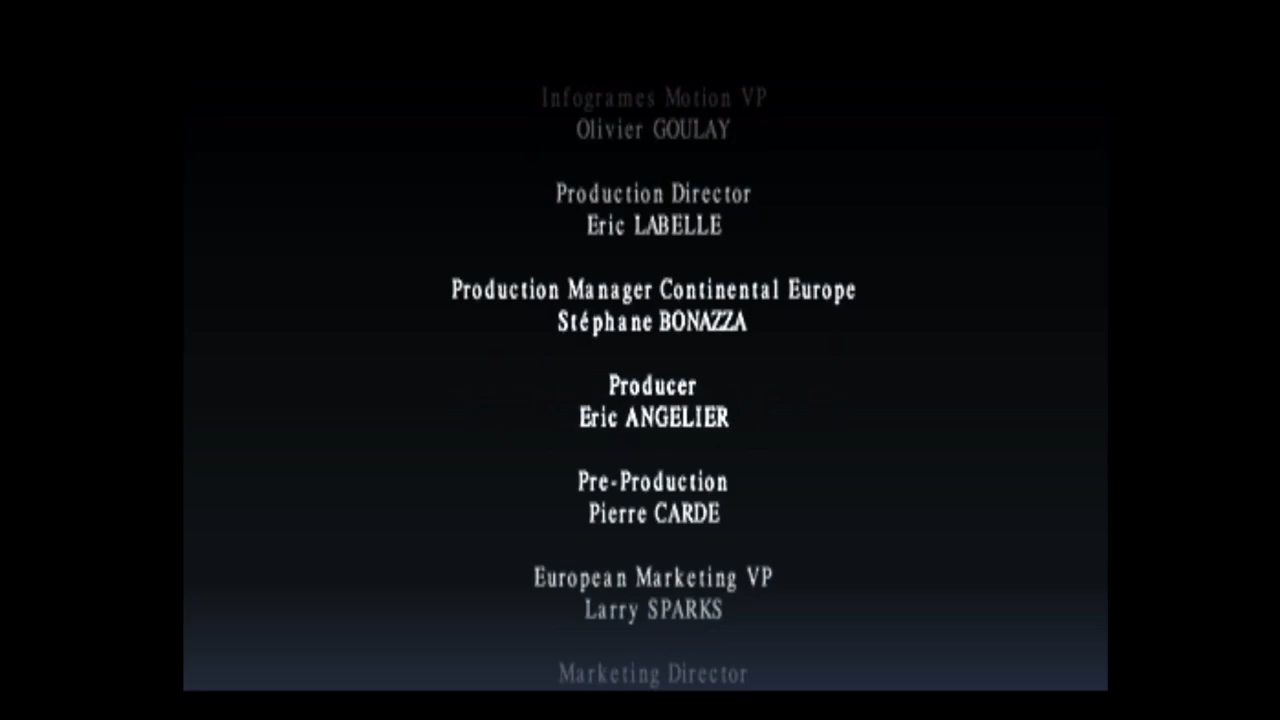 Infogrames Motion VP
Olivier GOULAY
Production Director
Eric LABELLE
Production Manager Continental Europe
Stéphane BONAZZA
Producer
Eric ANGELIER
Pre-Production
Pierre CARDE
European Marketing VP
Larry SPARKS
Marketing Director